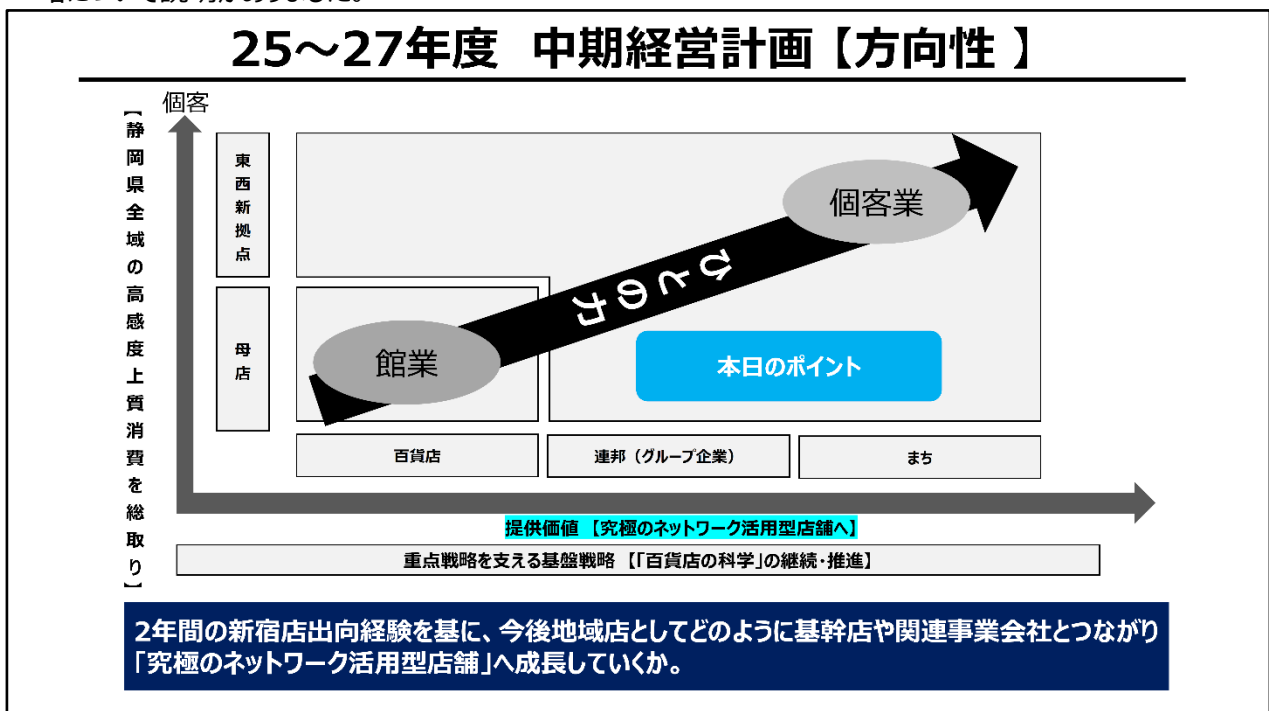 25～27年度 中期経営計画【方向性 】
個客
【静岡県全域の高感度上質消費を総取り】
東西新拠点
個客業
ひとの力
母店
館業
本日のポイント
百貨店
連邦（グループ企業）
まち
提供価値 【究極のネットワーク活用型店舗へ】
重点戦略を支える基盤戦略 【「百貨店の科学」の継続・推進】
2年間の新宿店出向経験を基に、今後地域店としてどのように基幹店や関連事業会社とつながり
「究極のネットワーク活用型店舗」へ成長していくか。